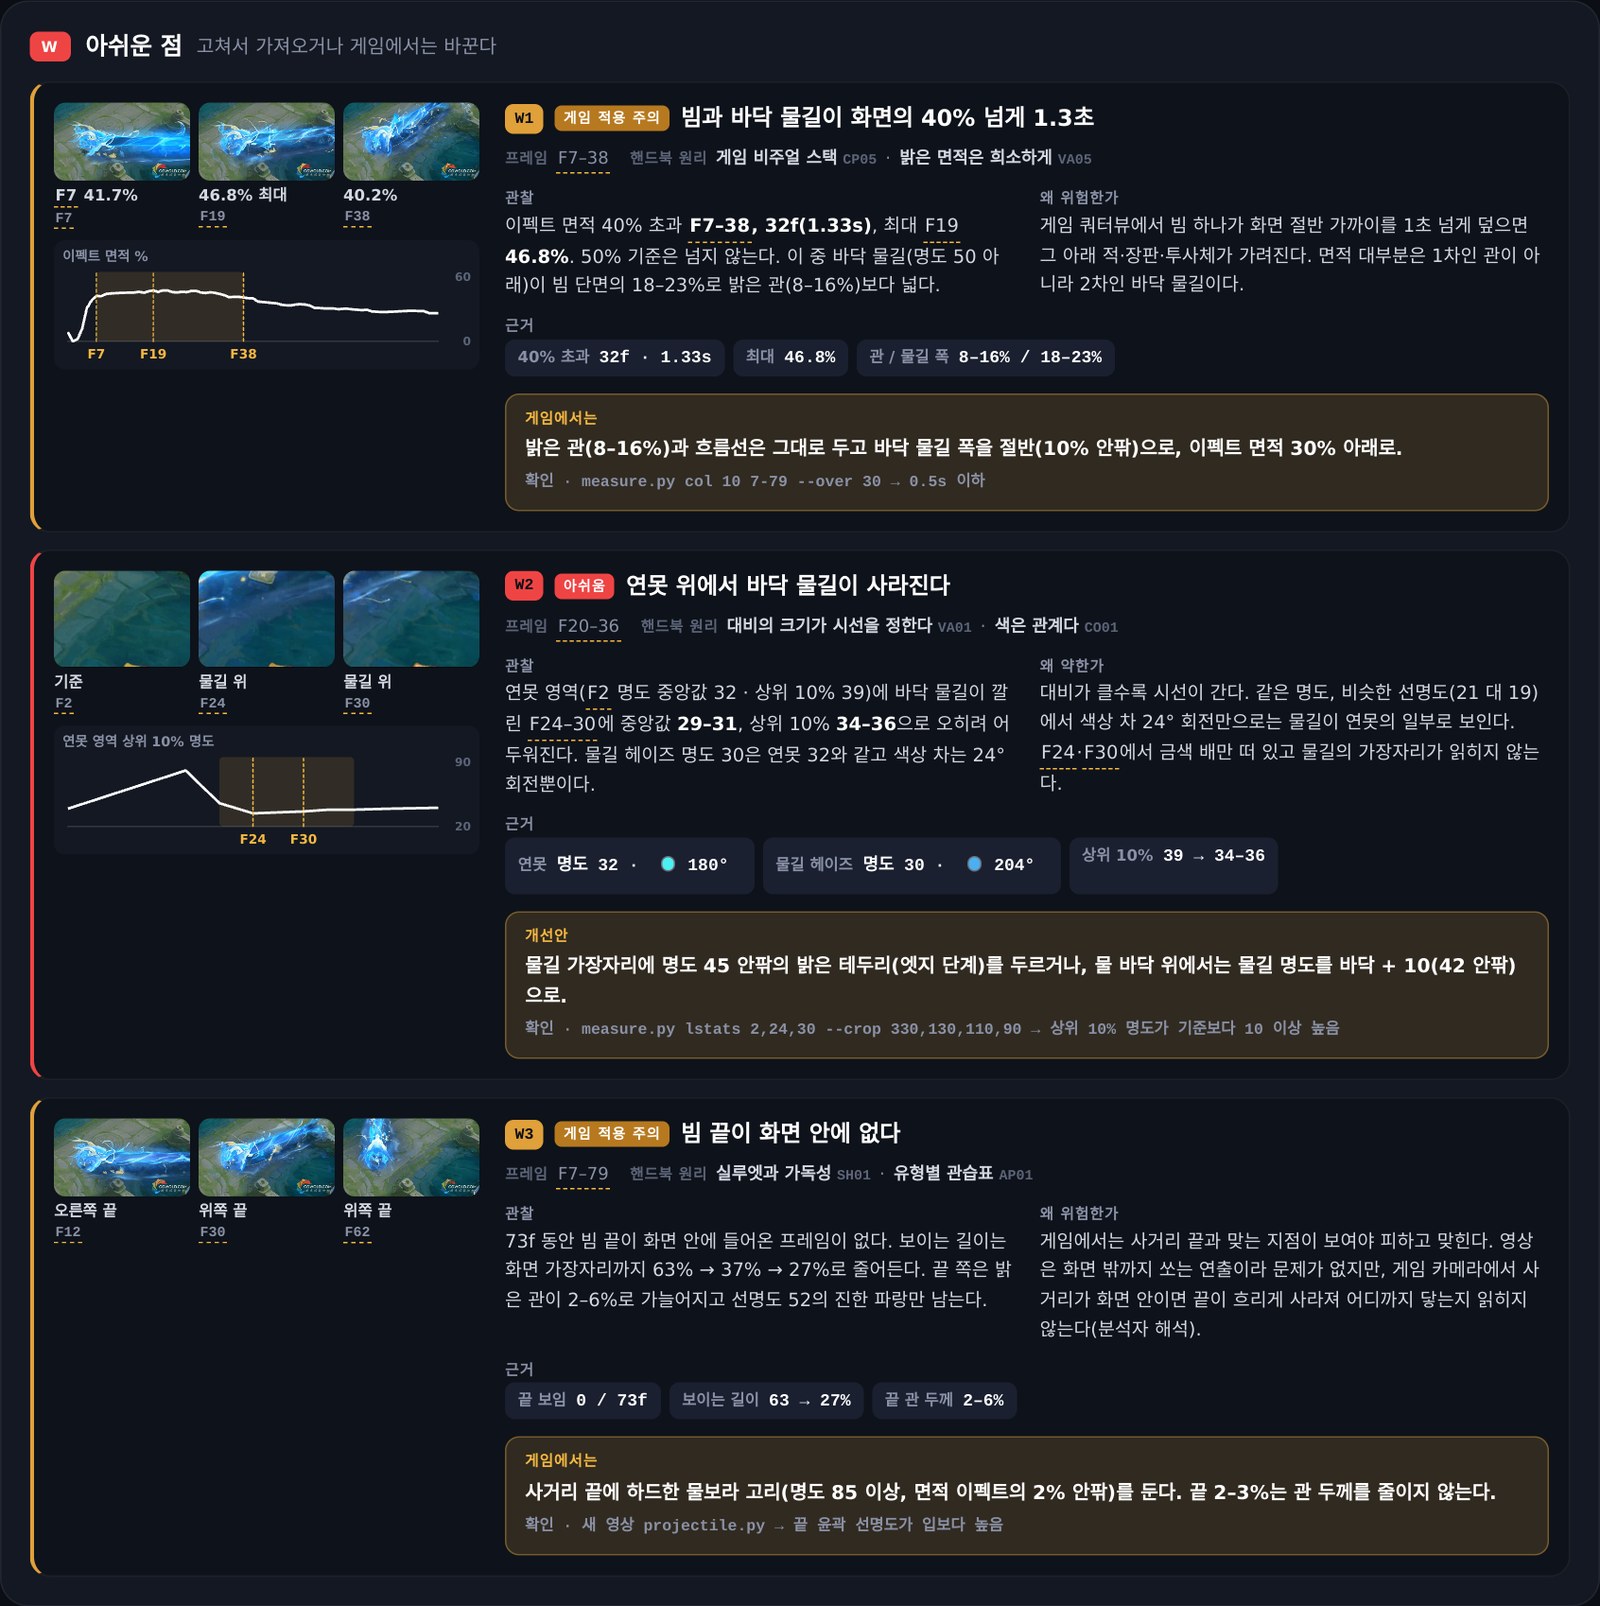 W 아쉬운 점 고쳐서 가져오거나 게임에서는 바꾼다
F7 41.7%
F7
46.8% 최대
F19
40.2%
F38
이펙트 면적 %
60
0
F7 F19 F38
W1 게임 적용 주의 빔과 바닷 물길이 화면의 40% 넘게 1.3초
프레임 F7–38 핸드북 원리 게임 비주얼 스택 CP05 · 밝은 면적은 희소하게 VA05
관찰
이펙트 면적 40% 초과 F7–38, 32f(1.33s), 최대 F19
46.8%. 50% 기준은 넘지 않는다. 이 중 바닷 물길(명도 50 아
래)이 빔 단면의 18–23%로 밝은 관(8–16%)보다 넓다.
왜 위험한가
게임 쿼터뷰에서 빔 하나가 화면 절반 가까이를 1초 넘게 덮으면
그 아래 적·장판·투사체가 가려진다. 면적 대부분은 1차인 관이 아
니라 2차인 바닷 물길이다.
근거
40% 초과 32f · 1.33s
최대 46.8%
관 / 물길 폭 8–16% / 18–23%
게임에서는
밝은 관(8–16%)과 흐름선은 그대로 두고 바닷 물길 폭을 절반(10% 안팎)으로, 이펙트 면적 30% 아래로.
확인 · measure.py col 10 7-79 --over 30 → 0.5s 이하
기준
F2
물길 위
F24
물길 위
F30
연못 영역 상위 10% 명도
90
20
F24 F30
W2 아쉬움 연못 위에서 바닷 물길이 사라진다
프레임 F20–36 핸드북 원리 대비의 크기가 시선을 정한다 VA01 · 색은 관계다 CO01
관찰
연못 영역(F2 명도 중앙값 32 · 상위 10% 39)에 바닷 물길이 깔
린 F24–30에 중앙값 29–31, 상위 10% 34–36으로 오히려 어
두워진다. 물길 헤이즈 명도 30은 연못 32와 같고 색상 차는 24°
회전뿐이다.
왜 약한가
대비가 클수록 시선이 간다. 같은 명도, 비슷한 선명도(21 대 19)
에서 색상 차 24° 회전만으로는 물길이 연못의 일부로 보인다.
F24·F30에서 금색 배만 떠 있고 물길의 가장자리가 읽히지 않는
다.
근거
연못 명도 32 · 180°
물길 헤이즈 명도 30 · 204°
상위 10% 39 → 34–36
개선안
물길 가장자리에 명도 45 안팎의 밝은 테두리(엣지 단계)를 두르거나, 물 바닥 위에서는 물길 명도를 바닥 + 10(42 안팎)
으로.
확인 · measure.py lstats 2,24,30 --crop 330,130,110,90 → 상위 10% 명도가 기준보다 10 이상 높음
오른쪽 끝
F12
위쪽 끝
F30
위쪽 끝
F62
W3 게임 적용 주의 빔 끝이 화면 안에 없다
프레임 F7–79 핸드북 원리 실루엣과 가독성 SH01 · 유형별 관습표 AP01
관찰
73f 동안 빔 끝이 화면 안에 들어온 프레임이 없다. 보이는 길이는
화면 가장자리까지 63% → 37% → 27%로 줄어든다. 끝 쪽은 밝
은 관이 2–6%로 가늘어지고 선명도 52의 진한 파랑만 남는다.
왜 위험한가
게임에서는 사거리 끝과 맞는 지점이 보여야 피하고 맞힌다. 영상
은 화면 밖까지 쏘는 연출이라 문제가 없지만, 게임 카메라에서 사
거리가 화면 안이면 끝이 흐리게 사라져 어디까지 닿는지 읽히지
않는다(분석자 해석).
근거
끝 보임 0 / 73f
보이는 길이 63 → 27%
끝 관 두께 2–6%
게임에서는
사거리 끝에 하드한 물보라 고리(명도 85 이상, 면적 이펙트의 2% 안팎)를 둔다. 끝 2–3%는 관 두께를 줄이지 않는다.
확인 · 새 영상 projectile.py → 끝 윤곽 선명도가 입보다 높음